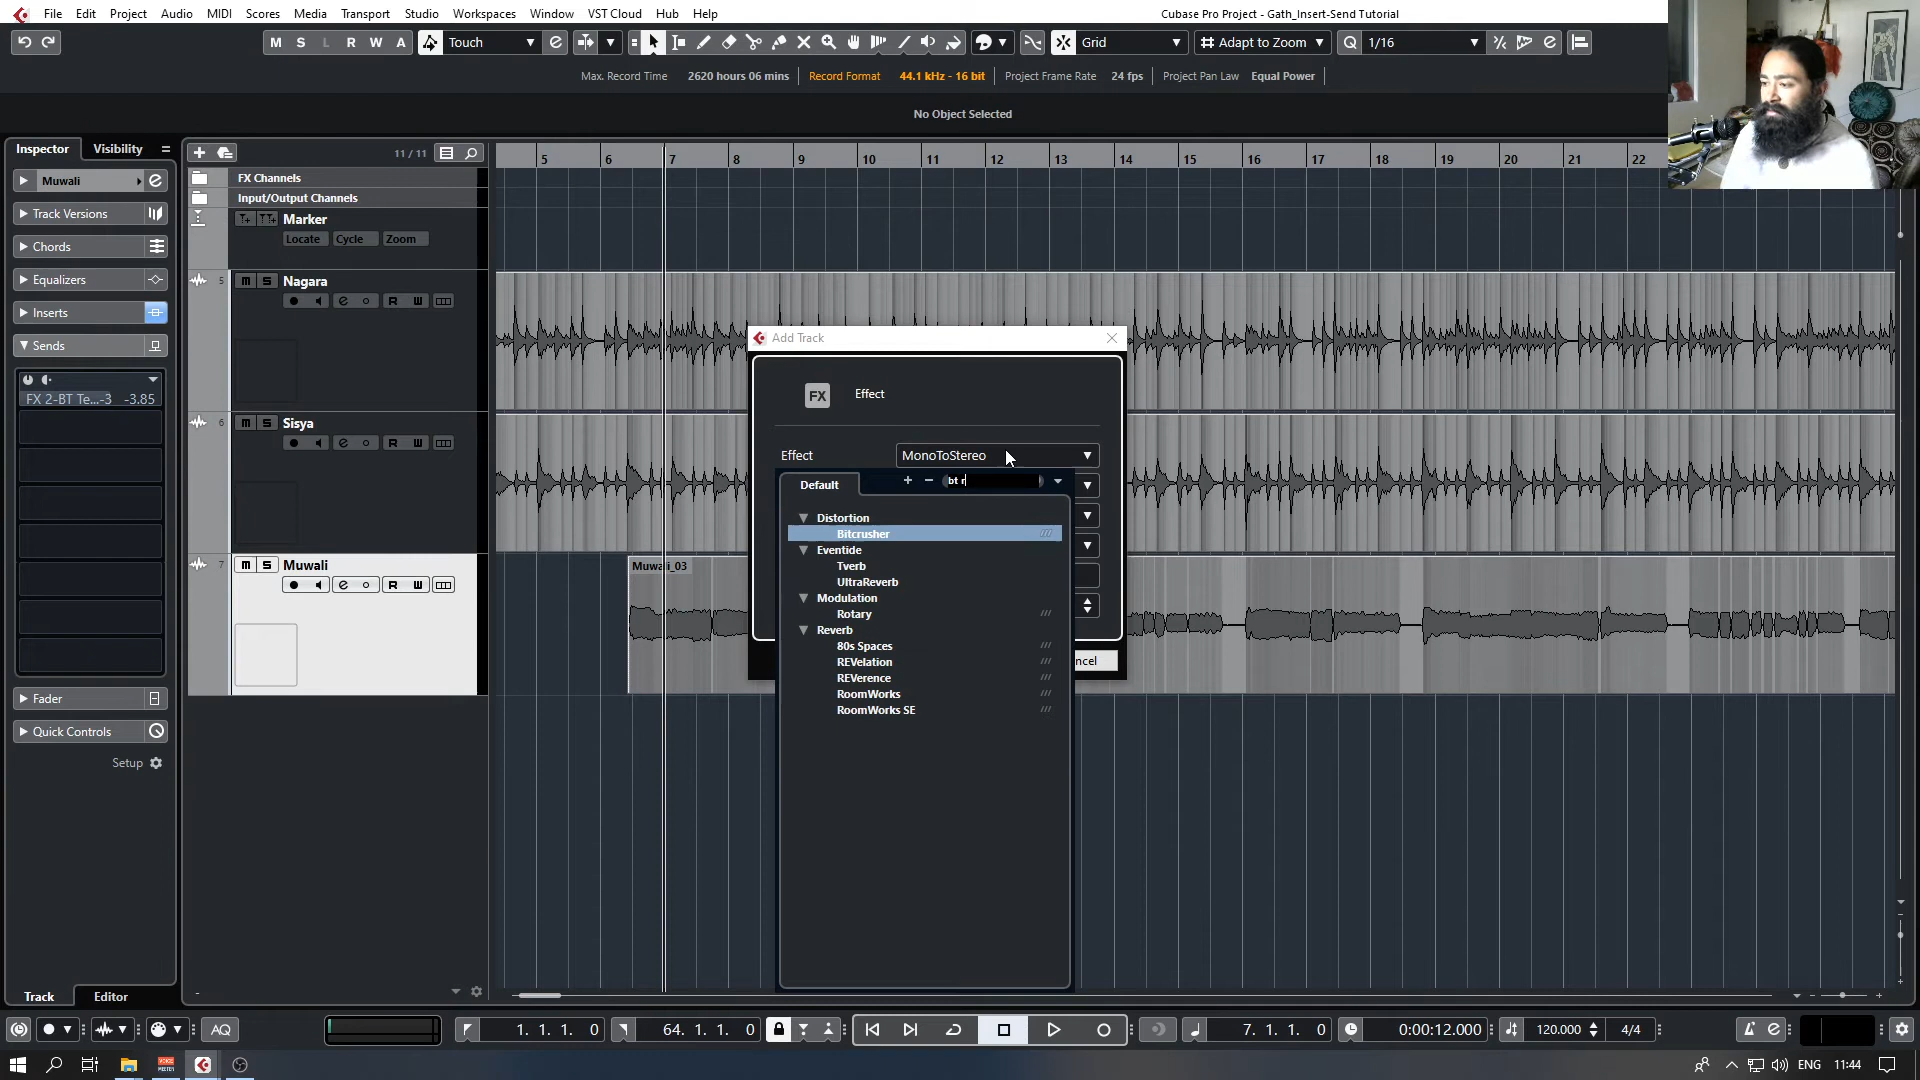 File Edit Project Audio MIDI Scores Media Transport Studio Workspaces Window VST Cloud Hub Help
Cubase Pro Project - Gath_Insert-Send Tutorial
M S L R W A Touch Grid Adapt to Zoom Q 1/16
Max. Record Time 2620 hours 06 mins Record Format 44.1 kHz - 16 bit Project Frame Rate 24 fps Project Pan Law Equal Power
No Object Selected
Inspector Visibility
11 / 11
5 6 7 8 9 10 11 12 13 14 15 16 17 18 19 20 21 22
Muwali
Track Versions
Chords
Equalizers
Inserts
Sends
FX 2-BT Te...-3 -3.85
Fader
Quick Controls
Setup
Track Editor
FX Channels
Input/Output Channels
Marker
Locate Cycle Zoom
5 M S Nagara
R W
6 M S Sisya
R W
7 M S Muwali
R W
Muwali_03
Add Track
FX Effect
Effect MonoToStereo
Default + − bt r
Distortion
Bitcrusher
Eventide
Tverb
UltraReverb
Modulation
Rotary
Reverb
80s Spaces
REVelation
REVerence
RoomWorks
RoomWorks SE
ncel
AQ 1. 1. 1. 0 64. 1. 1. 0 7. 1. 1. 0 0:00:12.000 120.000 4/4
VOICE MEETER
ENG 11:44